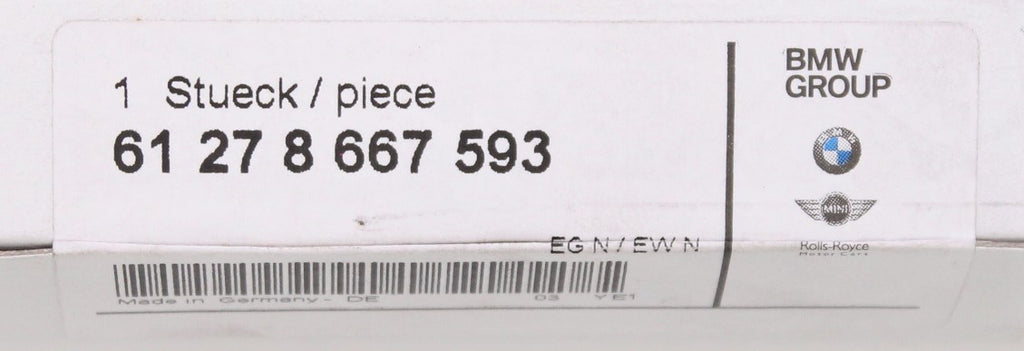 1 Stueck / piece
61 27 8 667 593
EG N / EW N
Made in Germany - DE 03 YE1
BMW
GROUP
BMW
MINI
Rolls-Royce
Motor Cars